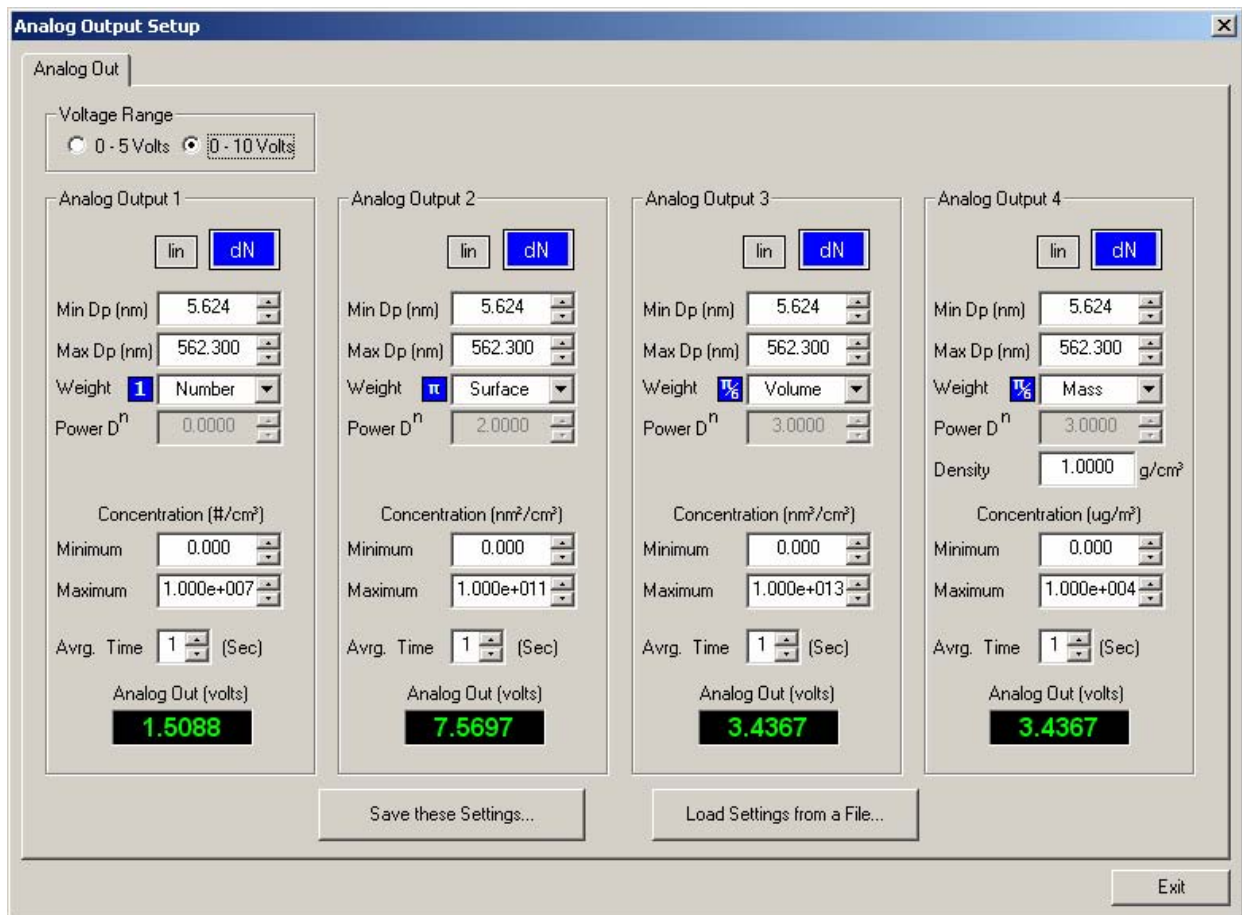 Analog Output Setup
Analog Out
Voltage Range
0 - 5 Volts 0 - 10 Volts
Analog Output 1
lin dN
Min Dp (nm) 5.624
Max Dp (nm) 562.300
Weight 1 Number
Power Dⁿ 0.0000
Concentration (#/cm³)
Minimum 0.000
Maximum 1.000e+007
Avrg. Time 1 (Sec)
Analog Out (volts)
1.5088
Analog Output 2
lin dN
Min Dp (nm) 5.624
Max Dp (nm) 562.300
Weight π Surface
Power Dⁿ 2.0000
Concentration (nm²/cm³)
Minimum 0.000
Maximum 1.000e+011
Avrg. Time 1 (Sec)
Analog Out (volts)
7.5697
Analog Output 3
lin dN
Min Dp (nm) 5.624
Max Dp (nm) 562.300
Weight π/6 Volume
Power Dⁿ 3.0000
Concentration (nm³/cm³)
Minimum 0.000
Maximum 1.000e+013
Avrg. Time 1 (Sec)
Analog Out (volts)
3.4367
Analog Output 4
lin dN
Min Dp (nm) 5.624
Max Dp (nm) 562.300
Weight π/6 Mass
Power Dⁿ 3.0000
Density 1.0000 g/cm³
Concentration (ug/m³)
Minimum 0.000
Maximum 1.000e+004
Avrg. Time 1 (Sec)
Analog Out (volts)
3.4367
Save these Settings... Load Settings from a File...
Exit